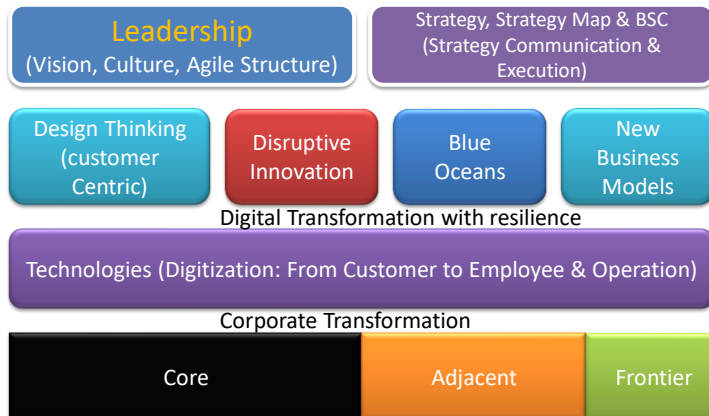 Leadership
(Vision, Culture, Agile Structure)
Strategy, Strategy Map & BSC
(Strategy Communication &
Execution)
Design Thinking
(customer
Centric)
Disruptive
Innovation
Blue
Oceans
New
Business
Models
Digital Transformation with resilience
Technologies (Digitization: From Customer to Employee & Operation)
Corporate Transformation
Core
Adjacent
Frontier